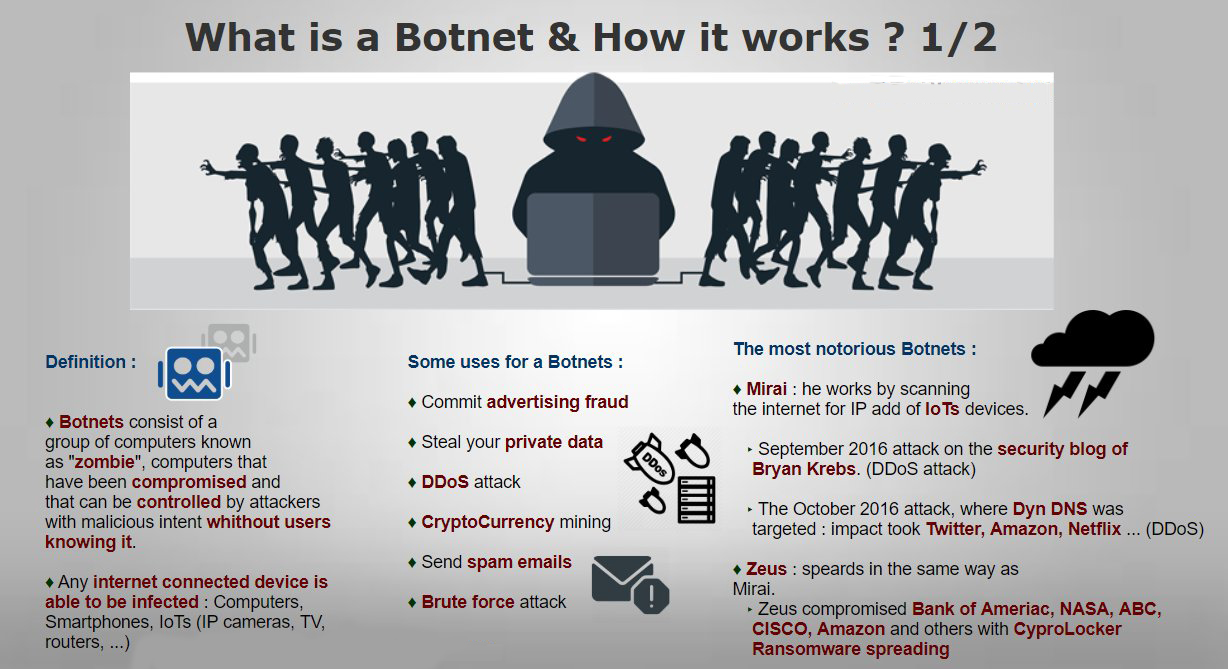 What is a Botnet & How it works ? 1/2
Definition :
♦ Botnets consist of a
group of computers known
as "zombie", computers that
have been compromised and
that can be controlled by attackers
with malicious intent whithout users
knowing it.
♦ Any internet connected device is
able to be infected : Computers,
Smartphones, IoTs (IP cameras, TV,
routers, ...)
Some uses for a Botnets :
♦ Commit advertising fraud
♦ Steal your private data
♦ DDoS attack
♦ CryptoCurrency mining
♦ Send spam emails
♦ Brute force attack
DDoS
The most notorious Botnets :
♦ Mirai : he works by scanning
the internet for IP add of IoTs devices.
‣ September 2016 attack on the security blog of
Bryan Krebs. (DDoS attack)
‣ The October 2016 attack, where Dyn DNS was
targeted : impact took Twitter, Amazon, Netflix ... (DDoS)
♦ Zeus : speards in the same way as
Mirai.
‣ Zeus compromised Bank of Ameriac, NASA, ABC,
CISCO, Amazon and others with CyproLocker
Ransomware spreading